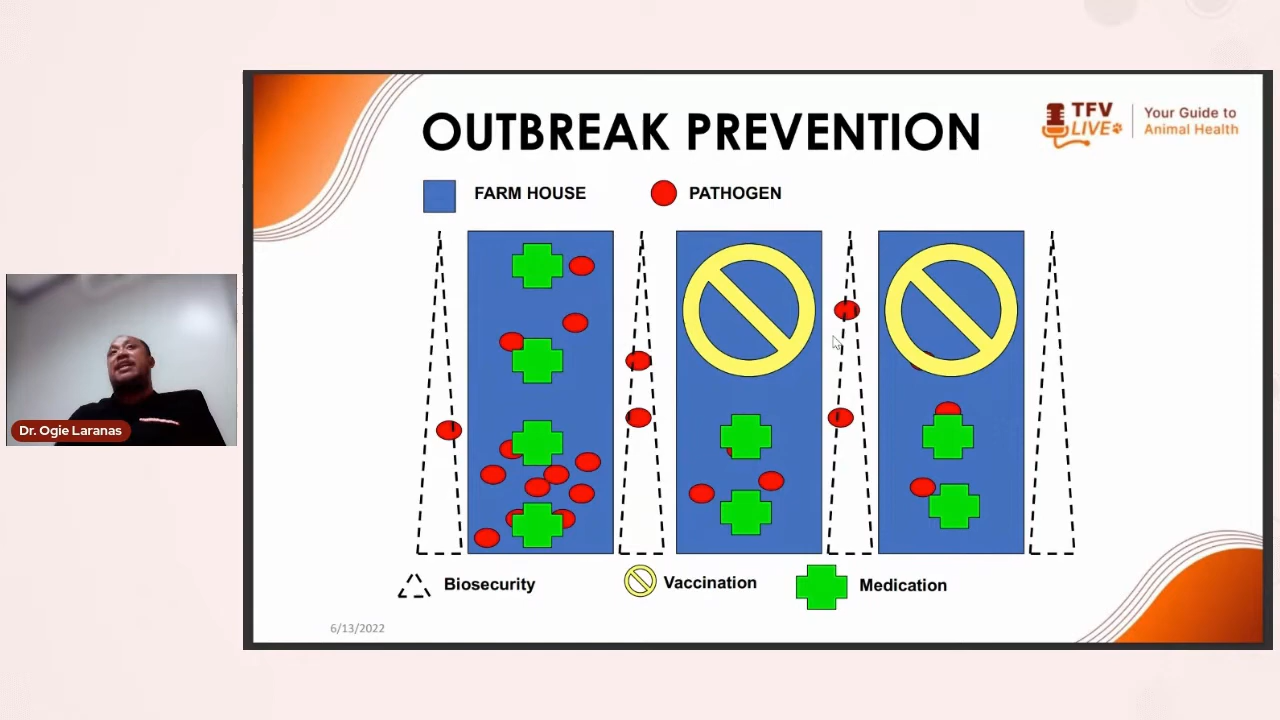 OUTBREAK PREVENTION
TFV
LIVE
Your Guide to
Animal Health
FARM HOUSE
PATHOGEN
Dr. Ogie Laranas
Biosecurity
Vaccination
Medication
6/13/2022